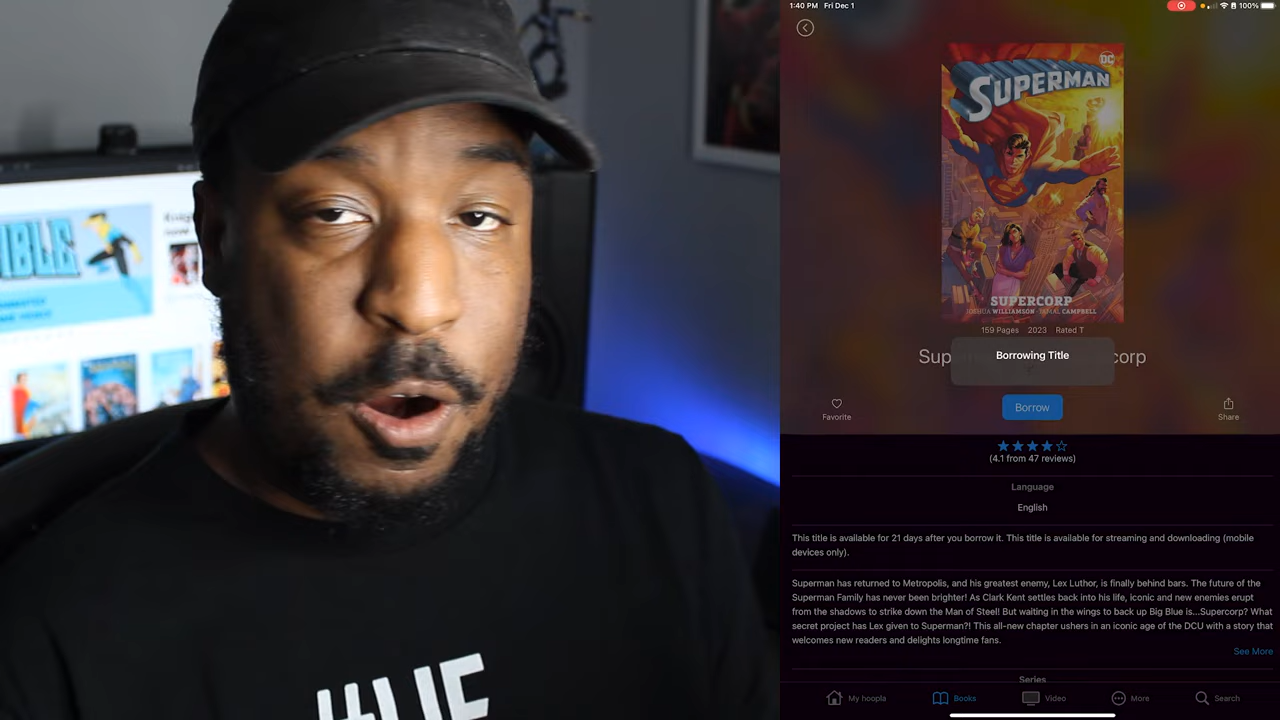 1:40 PM Fri Dec 1
100%
DC
SUPERMAN
SUPERCORP
JOSHUA WILLIAMSON · JAMAL CAMPBELL
159 Pages 2023 Rated T
Borrowing Title
Favorite
Borrow
Share
(4.1 from 47 reviews)
Language
English
This title is available for 21 days after you borrow it. This title is available for streaming and downloading (mobile
devices only).
Superman has returned to Metropolis, and his greatest enemy, Lex Luthor, is finally behind bars. The future of the
Superman Family has never been brighter! As Clark Kent settles back into his life, iconic and new enemies erupt
from the shadows to strike down the Man of Steel! But waiting in the wings to back up Big Blue is...Supercorp? What
secret project has Lex given to Superman?! This all-new chapter ushers in an iconic age of the DCU with a story that
welcomes new readers and delights longtime fans.
See More
Series
My hoopla
Books
Video
More
Search